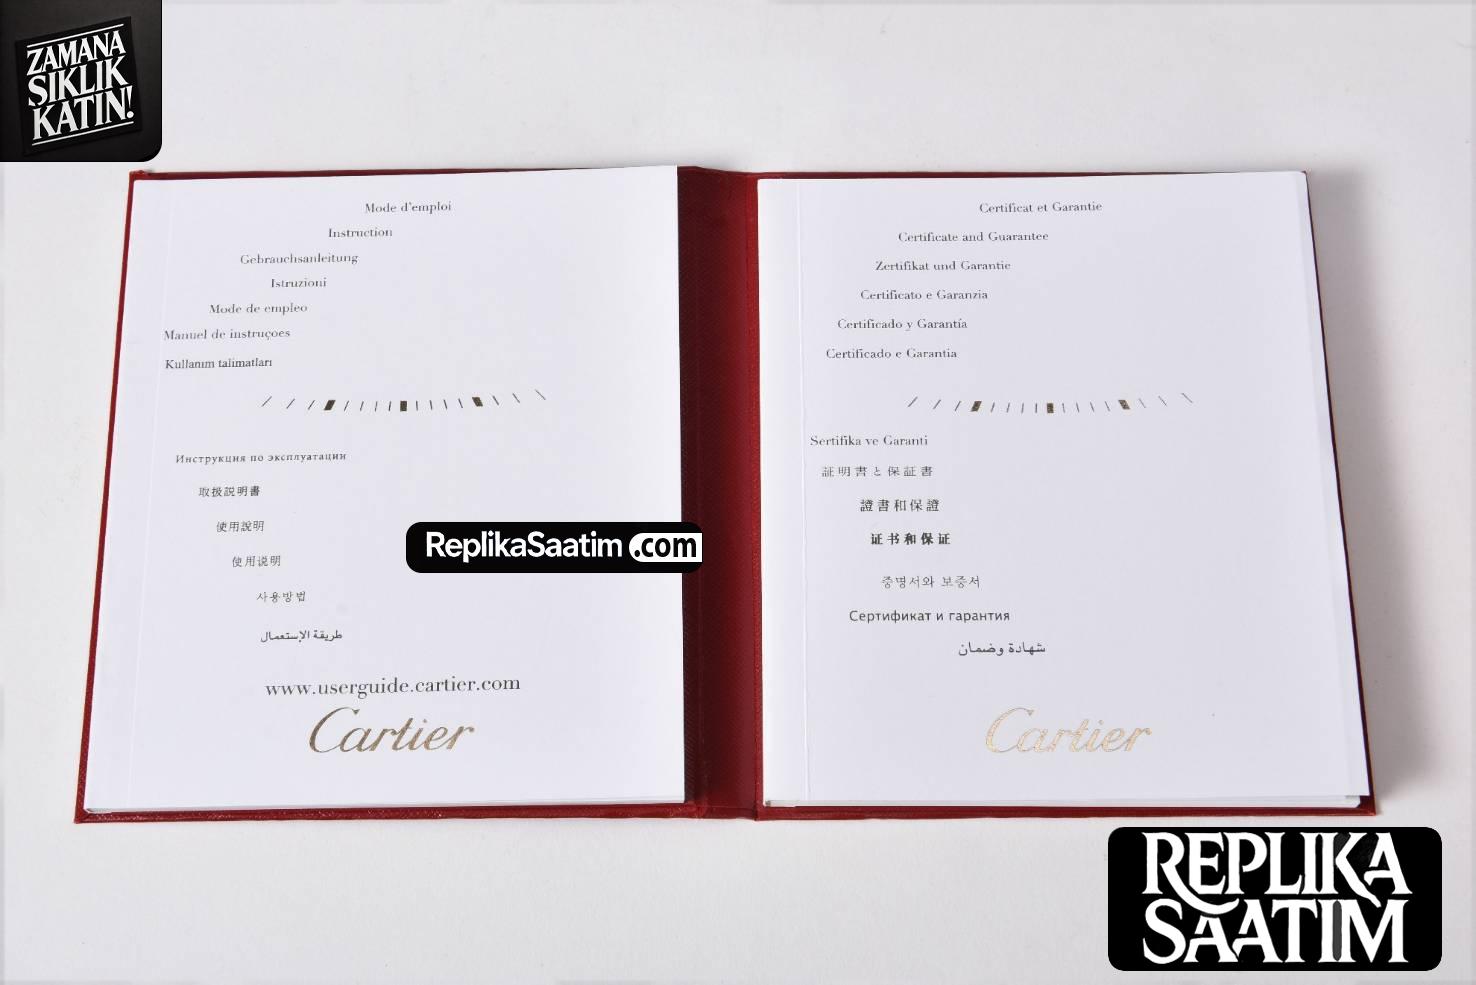 ZAMANA
SIKLIK
KATIN!
Mode d'emploi
Instruction
Gebrauchsanleitung
Istruzioni
Mode de empleo
Manuel de instruçoes
Kullanım talimatları
Инструкция по эксплуатации
取扱説明書
使用說明
使用说明
사용방법
طريقة الإستعمال
www.userguide.cartier.com
Cartier
ReplikaSaatim.com
Certificat et Garantie
Certificate and Guarantee
Zertifikat und Garantie
Certificato e Garanzia
Certificado y Garantía
Certificado e Garantia
Sertifika ve Garanti
証明書と保証書
證書和保證
证书和保证
증명서와 보증서
Сертификат и гарантия
شهادة وضمان
Cartier
REPLIKA
SAATIM